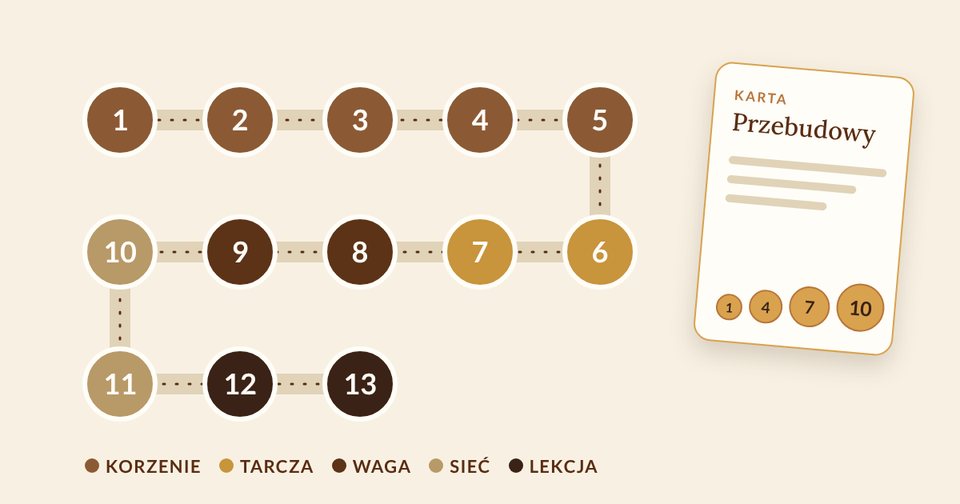 1 2 3 4 5
10 9 8 7 6
11 12 13
KORZENIE TARCZA WAGA SIEĆ LEKCJA
KARTA
Przebudowy
1 4 7 10